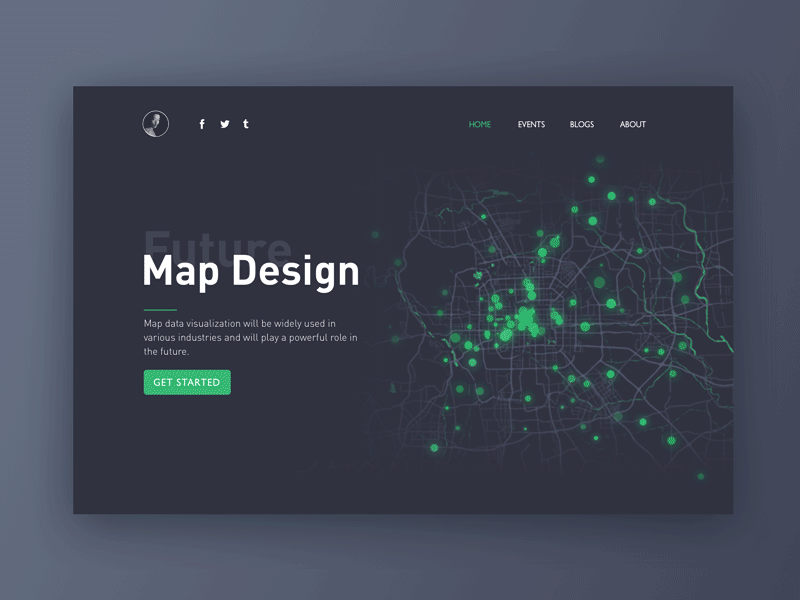 HOME EVENTS BLOGS ABOUT
Future
Map Design
Map data visualization will be widely used in
various industries and will play a powerful role in
the future.
GET STARTED